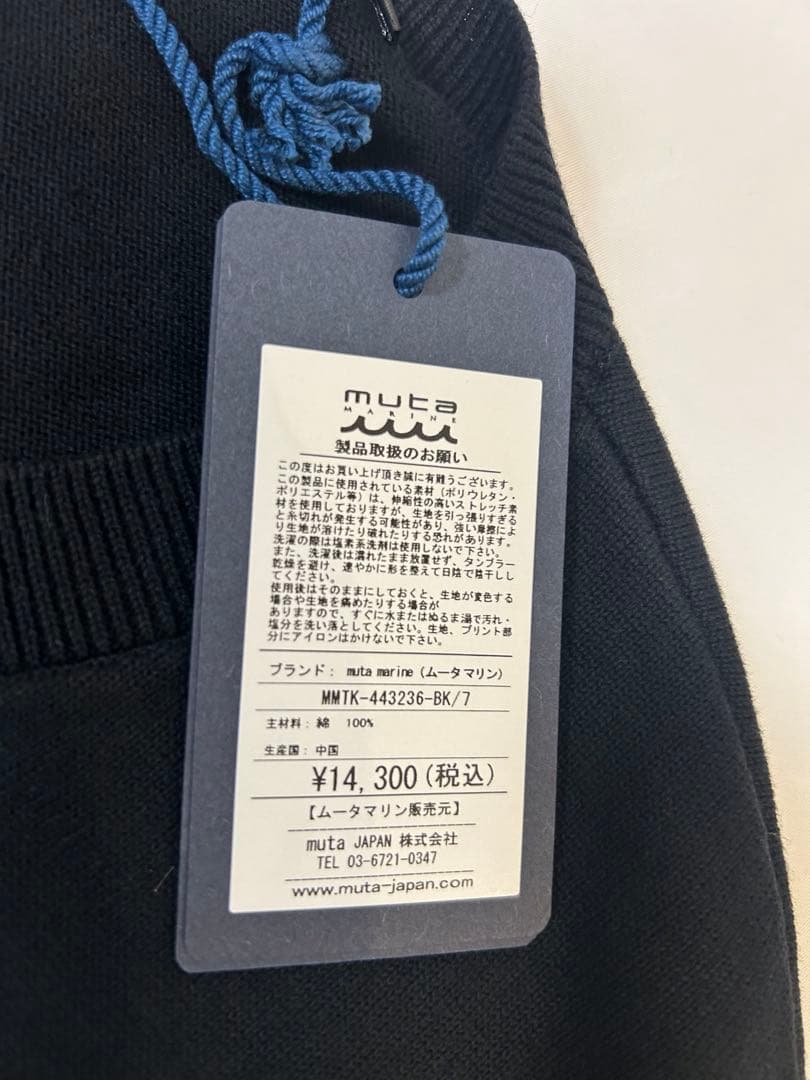 muta
MARINE
製品取扱のお願い
この度はお買い上げ頂き誠に有難うございます。
この製品に使用されている素材（ポリウレタン・
ポリエステル等）は、伸縮性の高いストレッチ素
材を使用しておりますが、生地を引っ張りすぎる
と糸切れが発生する可能性があり、強い摩擦によ
り生地が溶けたり破れたりする恐れがあります。
洗濯の際は塩素系洗剤は使用しないで下さい。
また、洗濯後は濡れたまま放置せず、タンブラー
乾燥を避け、速やかに形を整えて日陰で陰干しし
てください。
使用後はそのままにしておくと、生地が変色する
場合や生地を痛めたりする場合が
ありますので、すぐに水またはぬるま湯で汚れ・
塩分を洗い落としてください。生地、プリント部
分にアイロンはかけないで下さい。
ブランド： muta marine（ムータマリン）
MMTK-443236-BK/7
主材料：綿 100%
生産国：中国
¥14,300(税込)
【ムータマリン販売元】
muta JAPAN 株式会社
TEL 03-6721-0347
www.muta-japan.com